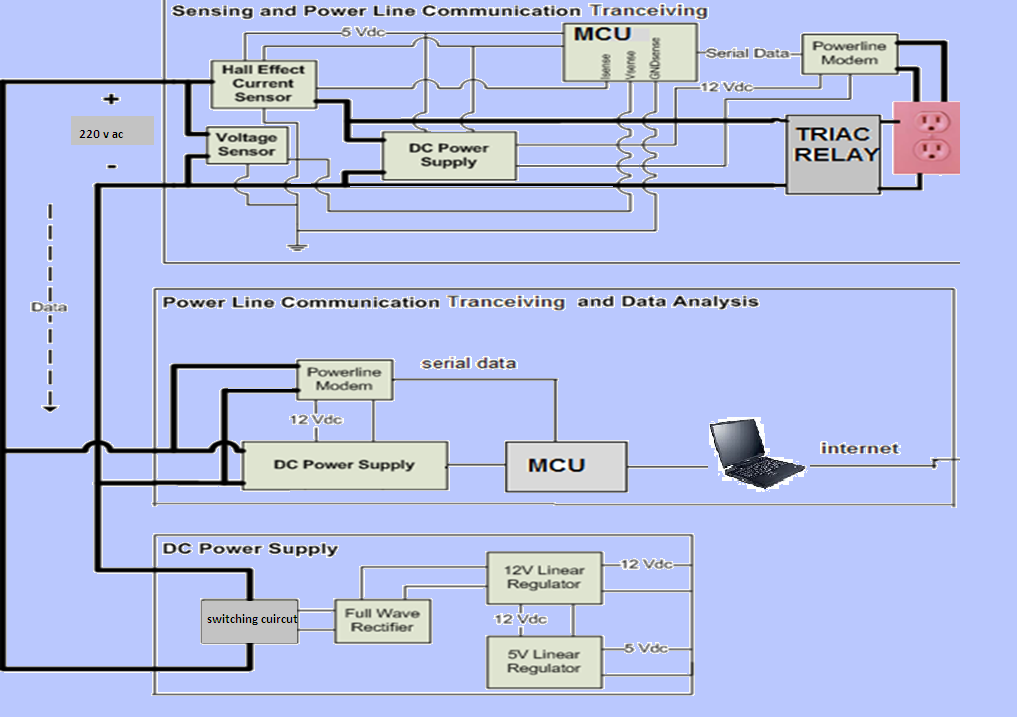 Sensing and Power Line Communication Tranceiving
5 Vdc
MCU
Isense
Vsense
GNDsense
Serial Data
Powerline
Modem
Hall Effect
Current
Sensor
12 Vdc
+
220 v ac
-
Voltage
Sensor
DC Power
Supply
TRIAC
RELAY
Data
Power Line Communication Tranceiving and Data Analysis
Powerline
Modem
serial data
12 Vdc
DC Power Supply
MCU
internet
DC Power Supply
12V Linear
Regulator
12 Vdc
switching cuircut
Full Wave
Rectifier
12 Vdc
5V Linear
Regulator
5 Vdc